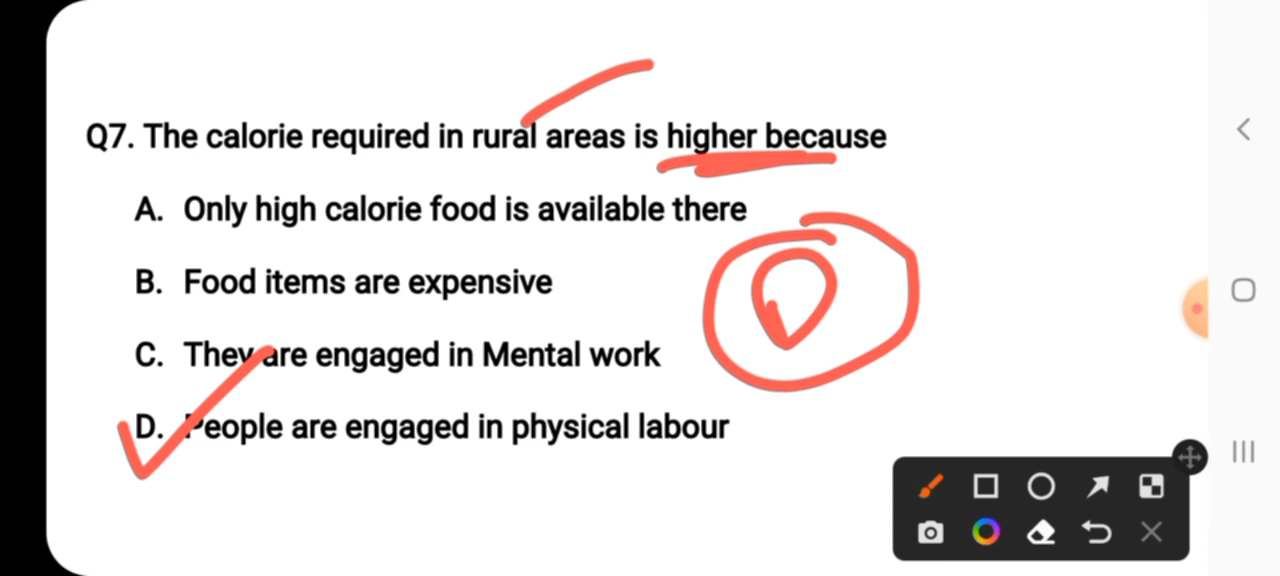 Q7. The calorie required in rural areas is higher because
A. Only high calorie food is available there
B. Food items are expensive
C. They are engaged in Mental work
D. People are engaged in physical labour